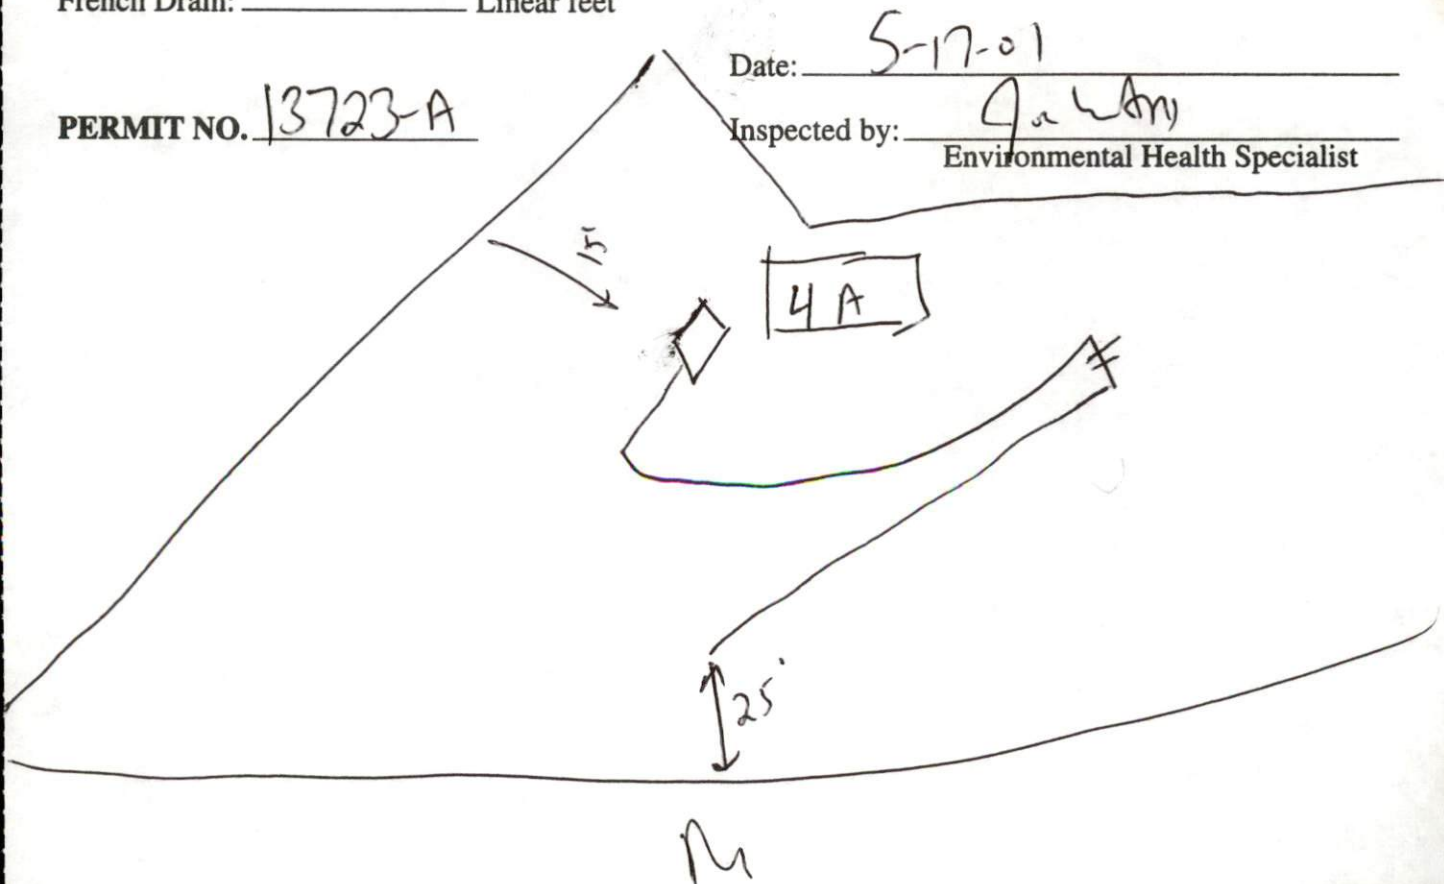 French Drain: Linear feet
Date: 5-17-01
PERMIT NO. 13723-A
Inspected by:
Environmental Health Specialist
15
4A
25'